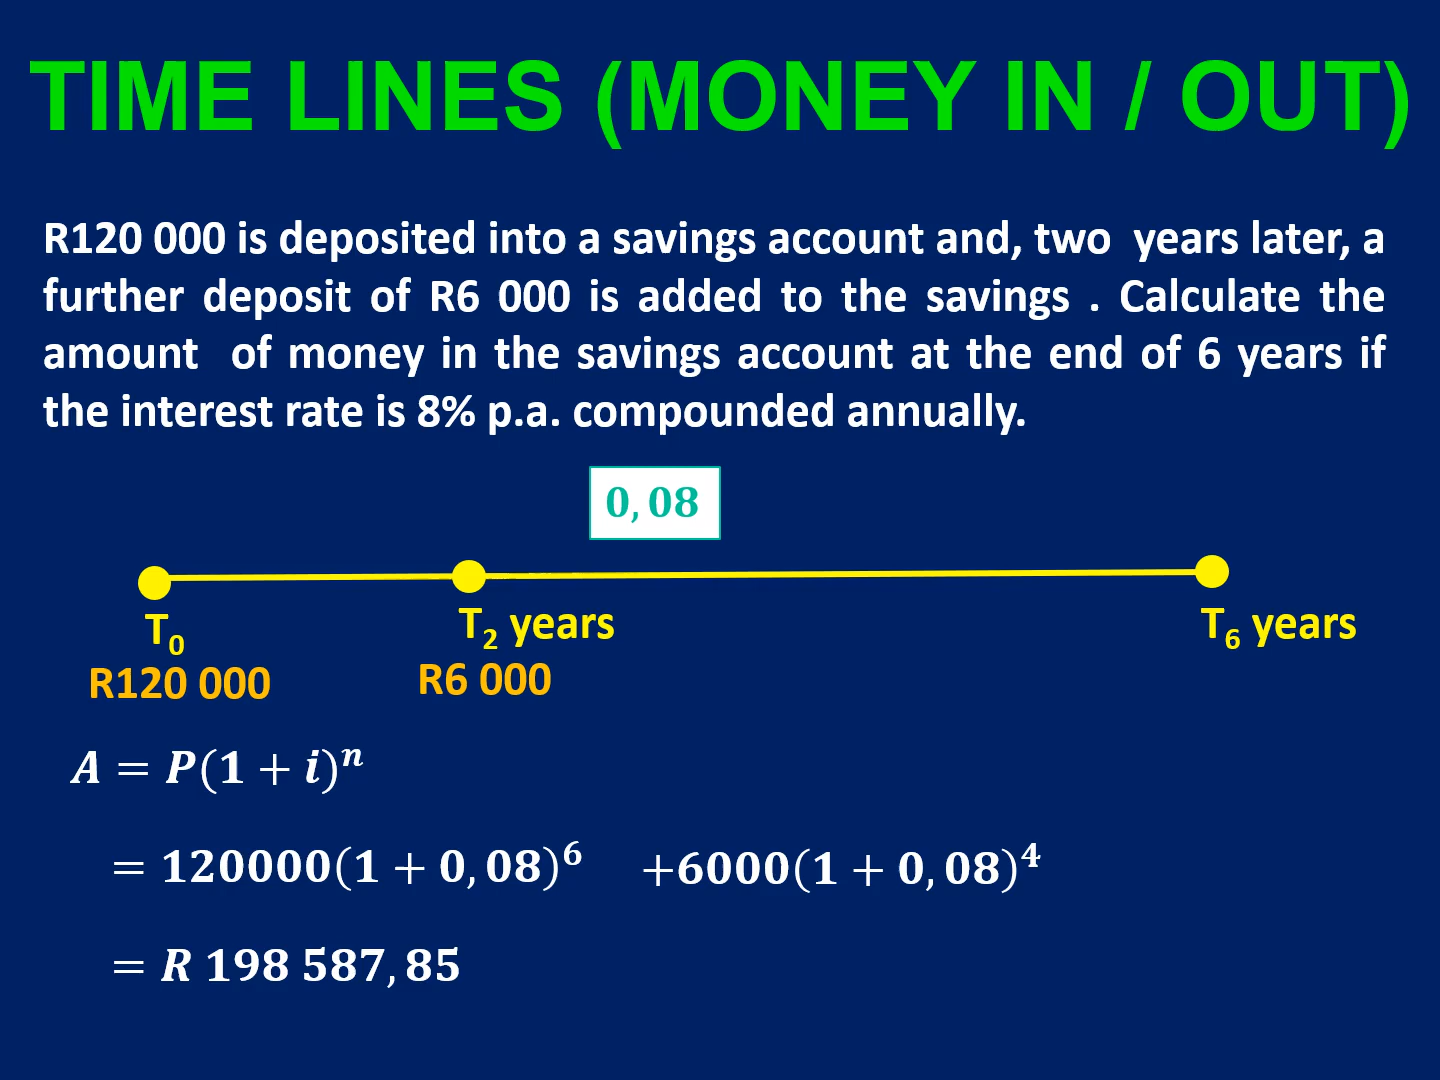 TIME LINES (MONEY IN / OUT)
R120 000 is deposited into a savings account and, two  years later, a
further deposit of R6 000 is added to the savings . Calculate the
amount  of money in the savings account at the end of 6 years if
the interest rate is 8% p.a. compounded annually.
0, 08
T₀ T₂ years T₆ years
R120 000 R6 000
A = P(1 + i)ⁿ
= 120000(1 + 0, 08)⁶ +6000(1 + 0, 08)⁴
= R 198 587, 85